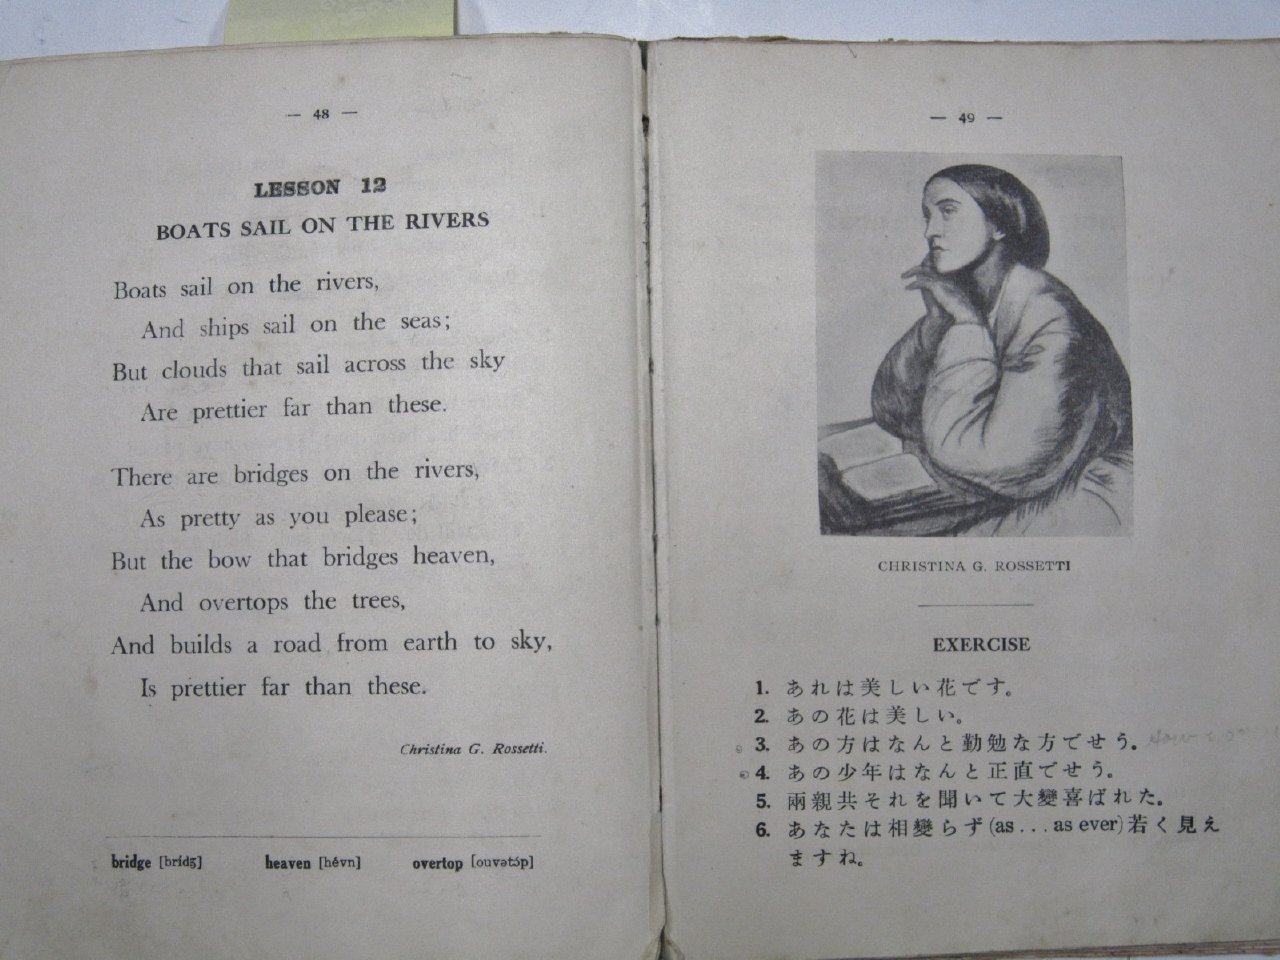 — 48 —
LESSON 12
BOATS SAIL ON THE RIVERS
Boats sail on the rivers,
And ships sail on the seas;
But clouds that sail across the sky
Are prettier far than these.
There are bridges on the rivers,
As pretty as you please;
But the bow that bridges heaven,
And overtops the trees,
And builds a road from earth to sky,
Is prettier far than these.
Christina G. Rossetti.
bridge [brídʒ] heaven [hévn] overtop [ouvətɔ́p]
— 49 —
CHRISTINA G. ROSSETTI
EXERCISE
1. あれは美しい花です。
2. あの花は美しい。
3. あの方はなんと勤勉な方でせう。 How
4. あの少年はなんと正直でせう。
5. 兩親共それを聞いて大變喜ばれた。
6. あなたは相變らず(as ... as ever)若く見え
ますね。